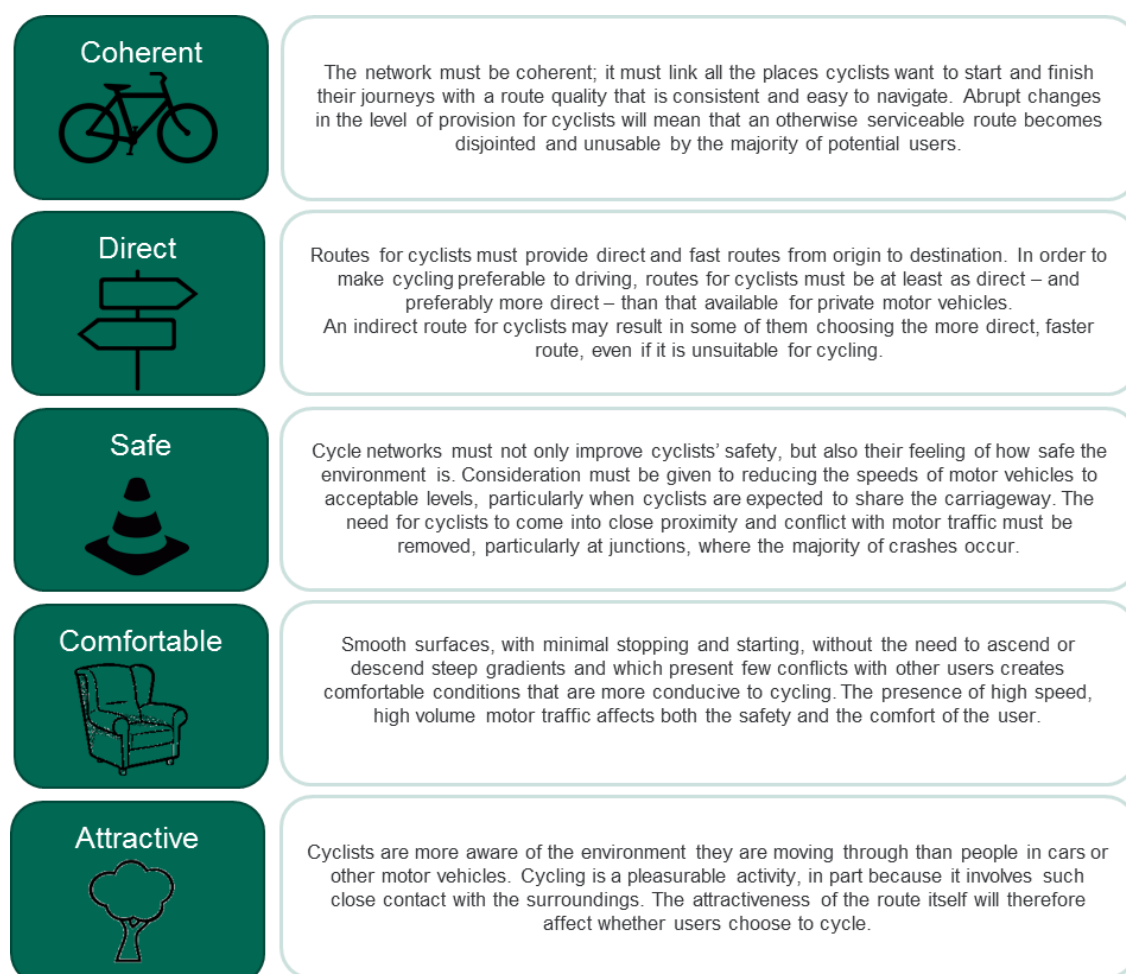 Coherent
The network must be coherent; it must link all the places cyclists want to start and finish
their journeys with a route quality that is consistent and easy to navigate. Abrupt changes
in the level of provision for cyclists will mean that an otherwise serviceable route becomes
disjointed and unusable by the majority of potential users.
Direct
Routes for cyclists must provide direct and fast routes from origin to destination. In order to
make cycling preferable to driving, routes for cyclists must be at least as direct – and
preferably more direct – than that available for private motor vehicles.
An indirect route for cyclists may result in some of them choosing the more direct, faster
route, even if it is unsuitable for cycling.
Safe
Cycle networks must not only improve cyclists’ safety, but also their feeling of how safe the
environment is. Consideration must be given to reducing the speeds of motor vehicles to
acceptable levels, particularly when cyclists are expected to share the carriageway. The
need for cyclists to come into close proximity and conflict with motor traffic must be
removed, particularly at junctions, where the majority of crashes occur.
Comfortable
Smooth surfaces, with minimal stopping and starting, without the need to ascend or
descend steep gradients and which present few conflicts with other users creates
comfortable conditions that are more conducive to cycling. The presence of high speed,
high volume motor traffic affects both the safety and the comfort of the user.
Attractive
Cyclists are more aware of the environment they are moving through than people in cars or
other motor vehicles. Cycling is a pleasurable activity, in part because it involves such
close contact with the surroundings. The attractiveness of the route itself will therefore
affect whether users choose to cycle.